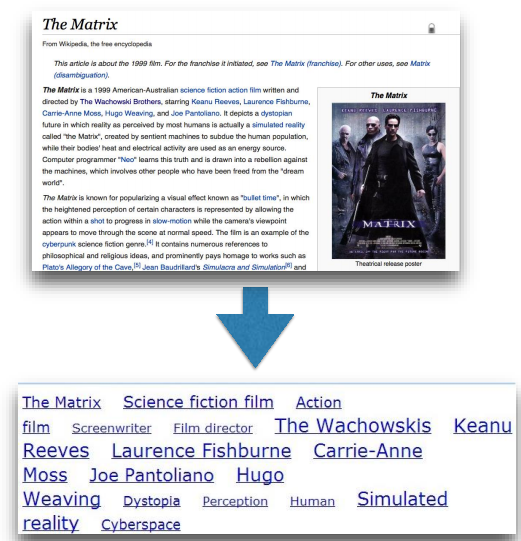 The Matrix
From Wikipedia, the free encyclopedia
This article is about the 1999 film. For the franchise it initiated, see The Matrix (franchise). For other uses, see Matrix
(disambiguation).
The Matrix is a 1999 American-Australian science fiction action film written and
directed by The Wachowski Brothers, starring Keanu Reeves, Laurence Fishburne,
Carrie-Anne Moss, Hugo Weaving, and Joe Pantoliano. It depicts a dystopian
future in which reality as perceived by most humans is actually a simulated reality
called "the Matrix", created by sentient machines to subdue the human population,
while their bodies' heat and electrical activity are used as an energy source.
Computer programmer "Neo" learns this truth and is drawn into a rebellion against
the machines, which involves other people who have been freed from the "dream
world".
The Matrix is known for popularizing a visual effect known as "bullet time", in which
the heightened perception of certain characters is represented by allowing the
action within a shot to progress in slow-motion while the camera's viewpoint
appears to move through the scene at normal speed. The film is an example of the
cyberpunk science fiction genre.[4] It contains numerous references to
philosophical and religious ideas, and prominently pays homage to works such as
Plato's Allegory of the Cave,[5] Jean Baudrillard's Simulacra and Simulation[6] and
The Matrix
KEANU REEVES LAURENCE FISHBURNE
MATRIX
Theatrical release poster
The Matrix Science fiction film Action
film Screenwriter Film director The Wachowskis Keanu
Reeves Laurence Fishburne Carrie-Anne
Moss Joe Pantoliano Hugo
Weaving Dystopia Perception Human Simulated
reality Cyberspace